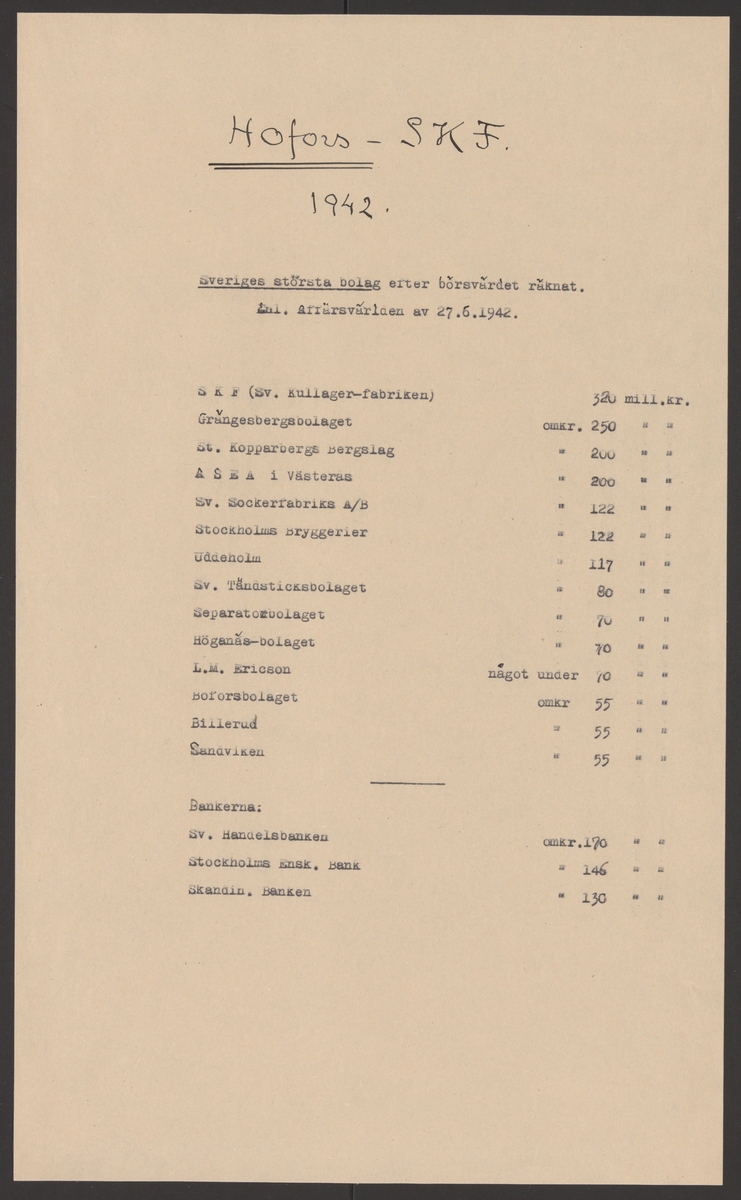 Hofors - SKF.
1942.
Sveriges största bolag efter börsvärdet räknat.
Enl. Affärsvärlden av 27.6.1942.
S K F (Sv. Kullager-fabriken) 320 mill.kr.
Grängesbergsbolaget omkr. 250 " "
St. Kopparbergs Bergslag " 200 " "
A S E A i Västerås " 200 " "
Sv. Sockerfabriks A/B " 122 " "
Stockholms Bryggerier " 122 " "
Uddeholm " 117 " "
Sv. Tändsticksbolaget " 80 " "
Separatorbolaget " 70 " "
Höganäs-bolaget " 70 " "
L.M. Ericson något under 70 " "
Boforsbolaget omkr 55 " "
Billerud " 55 " "
Sandviken " 55 " "
Bankerna:
Sv. Handelsbanken omkr.170 " "
Stockholms Ensk. Bank " 146 " "
Skandin. Banken " 130 " "